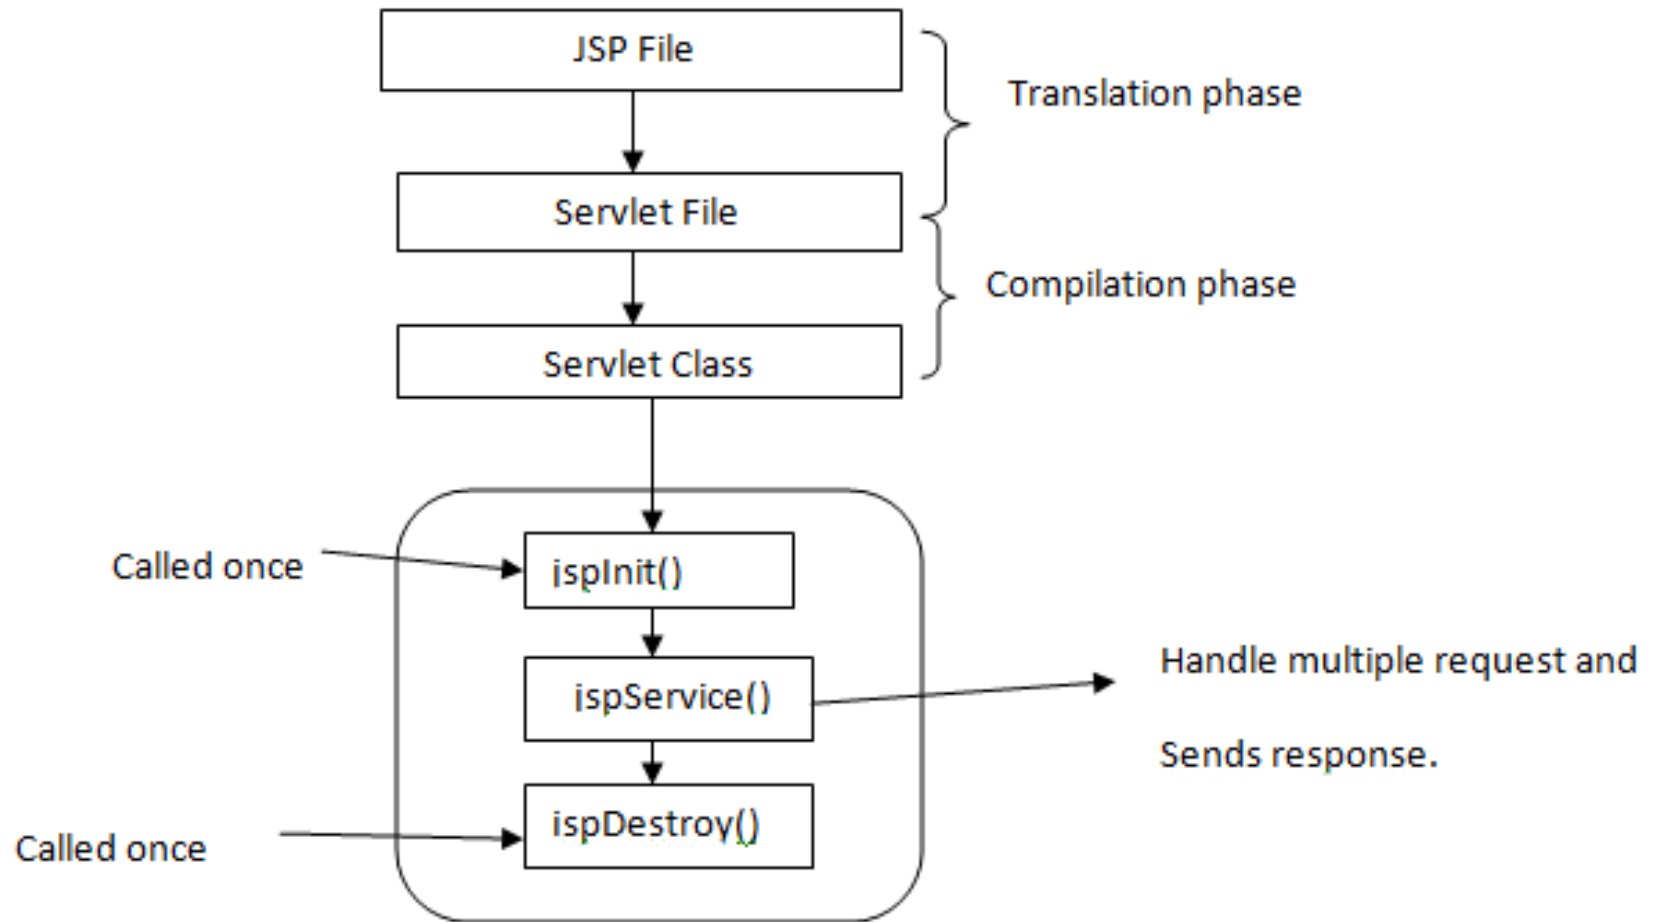 JSP File
Translation phase
Servlet File
Compilation phase
Servlet Class
Called once
jspInit()
jspService()
Handle multiple request and
Sends response.
jspDestroy()
Called once